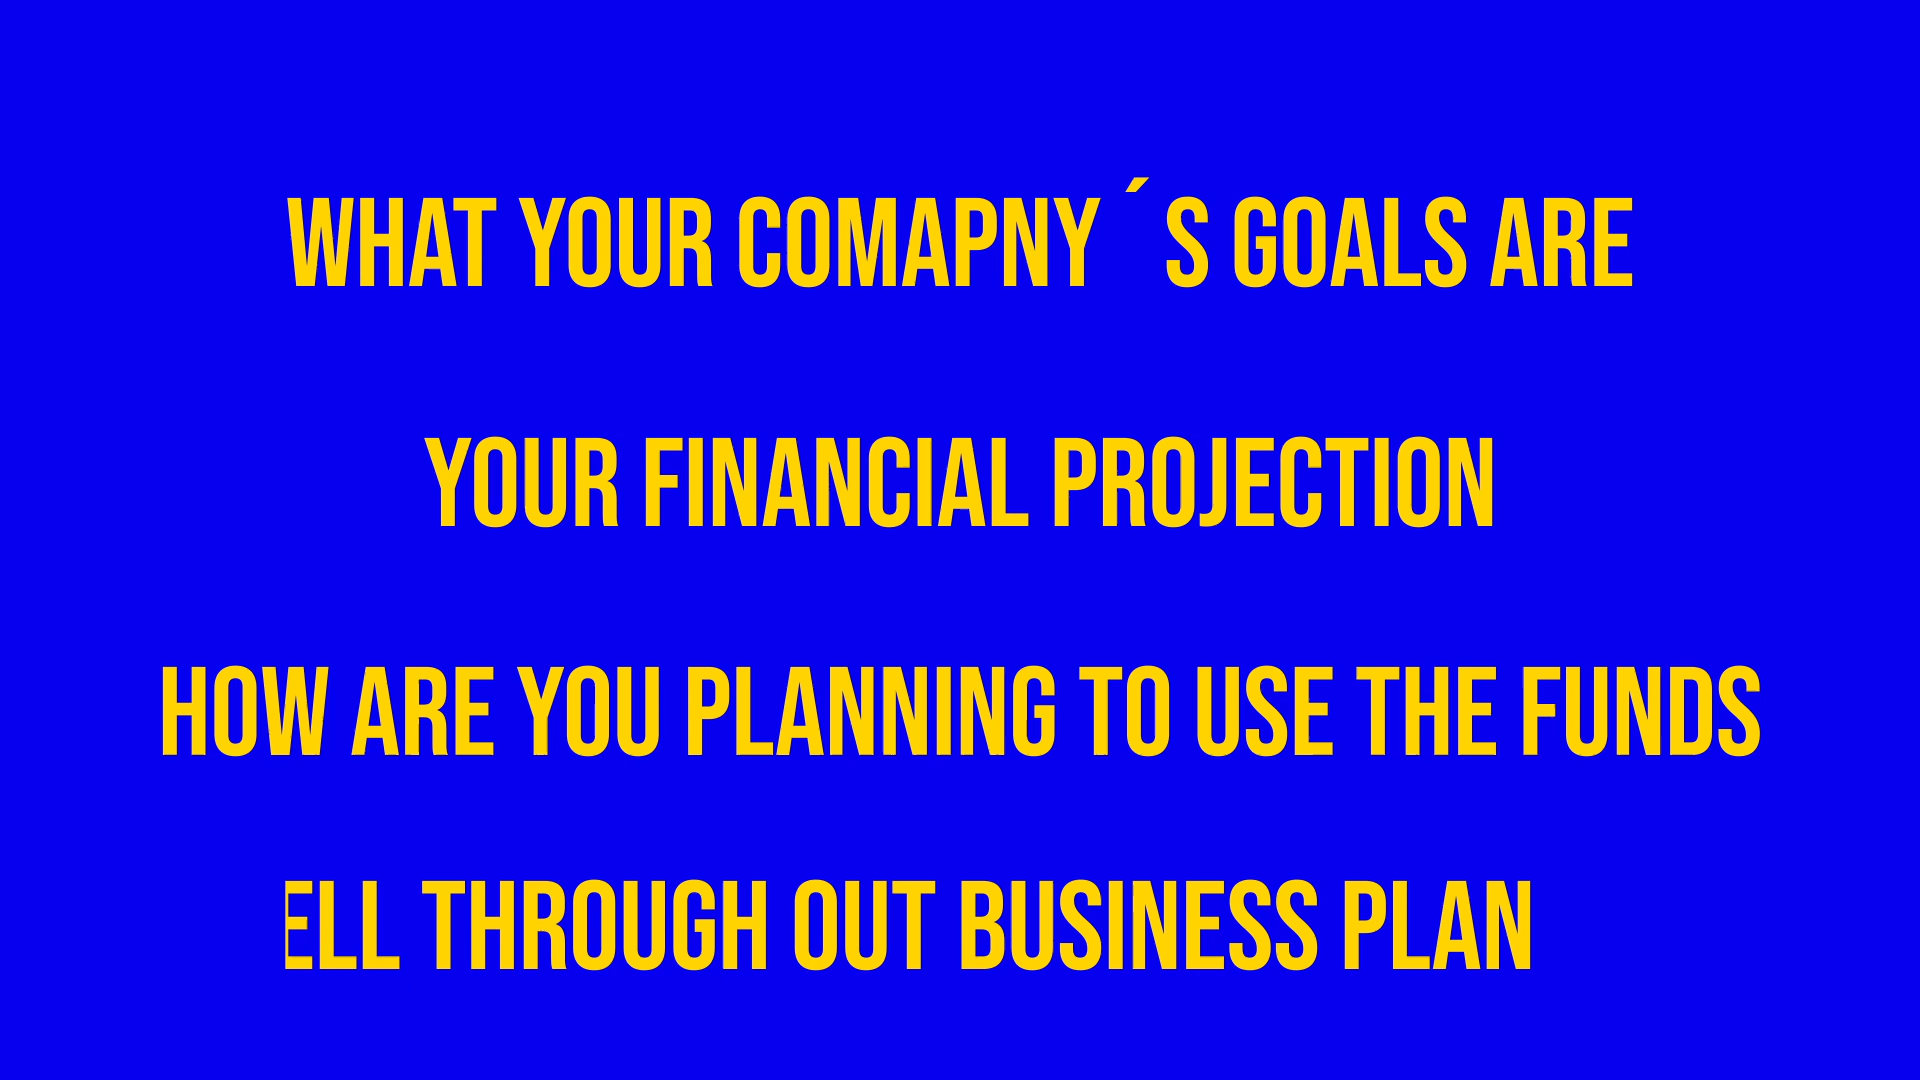 WHAT YOUR COMAPNY ´S GOALS ARE
YOUR FINANCIAL PROJECTION
HOW ARE YOU PLANNING TO USE THE FUNDS
ELL THROUGH OUT BUSINESS PLAN